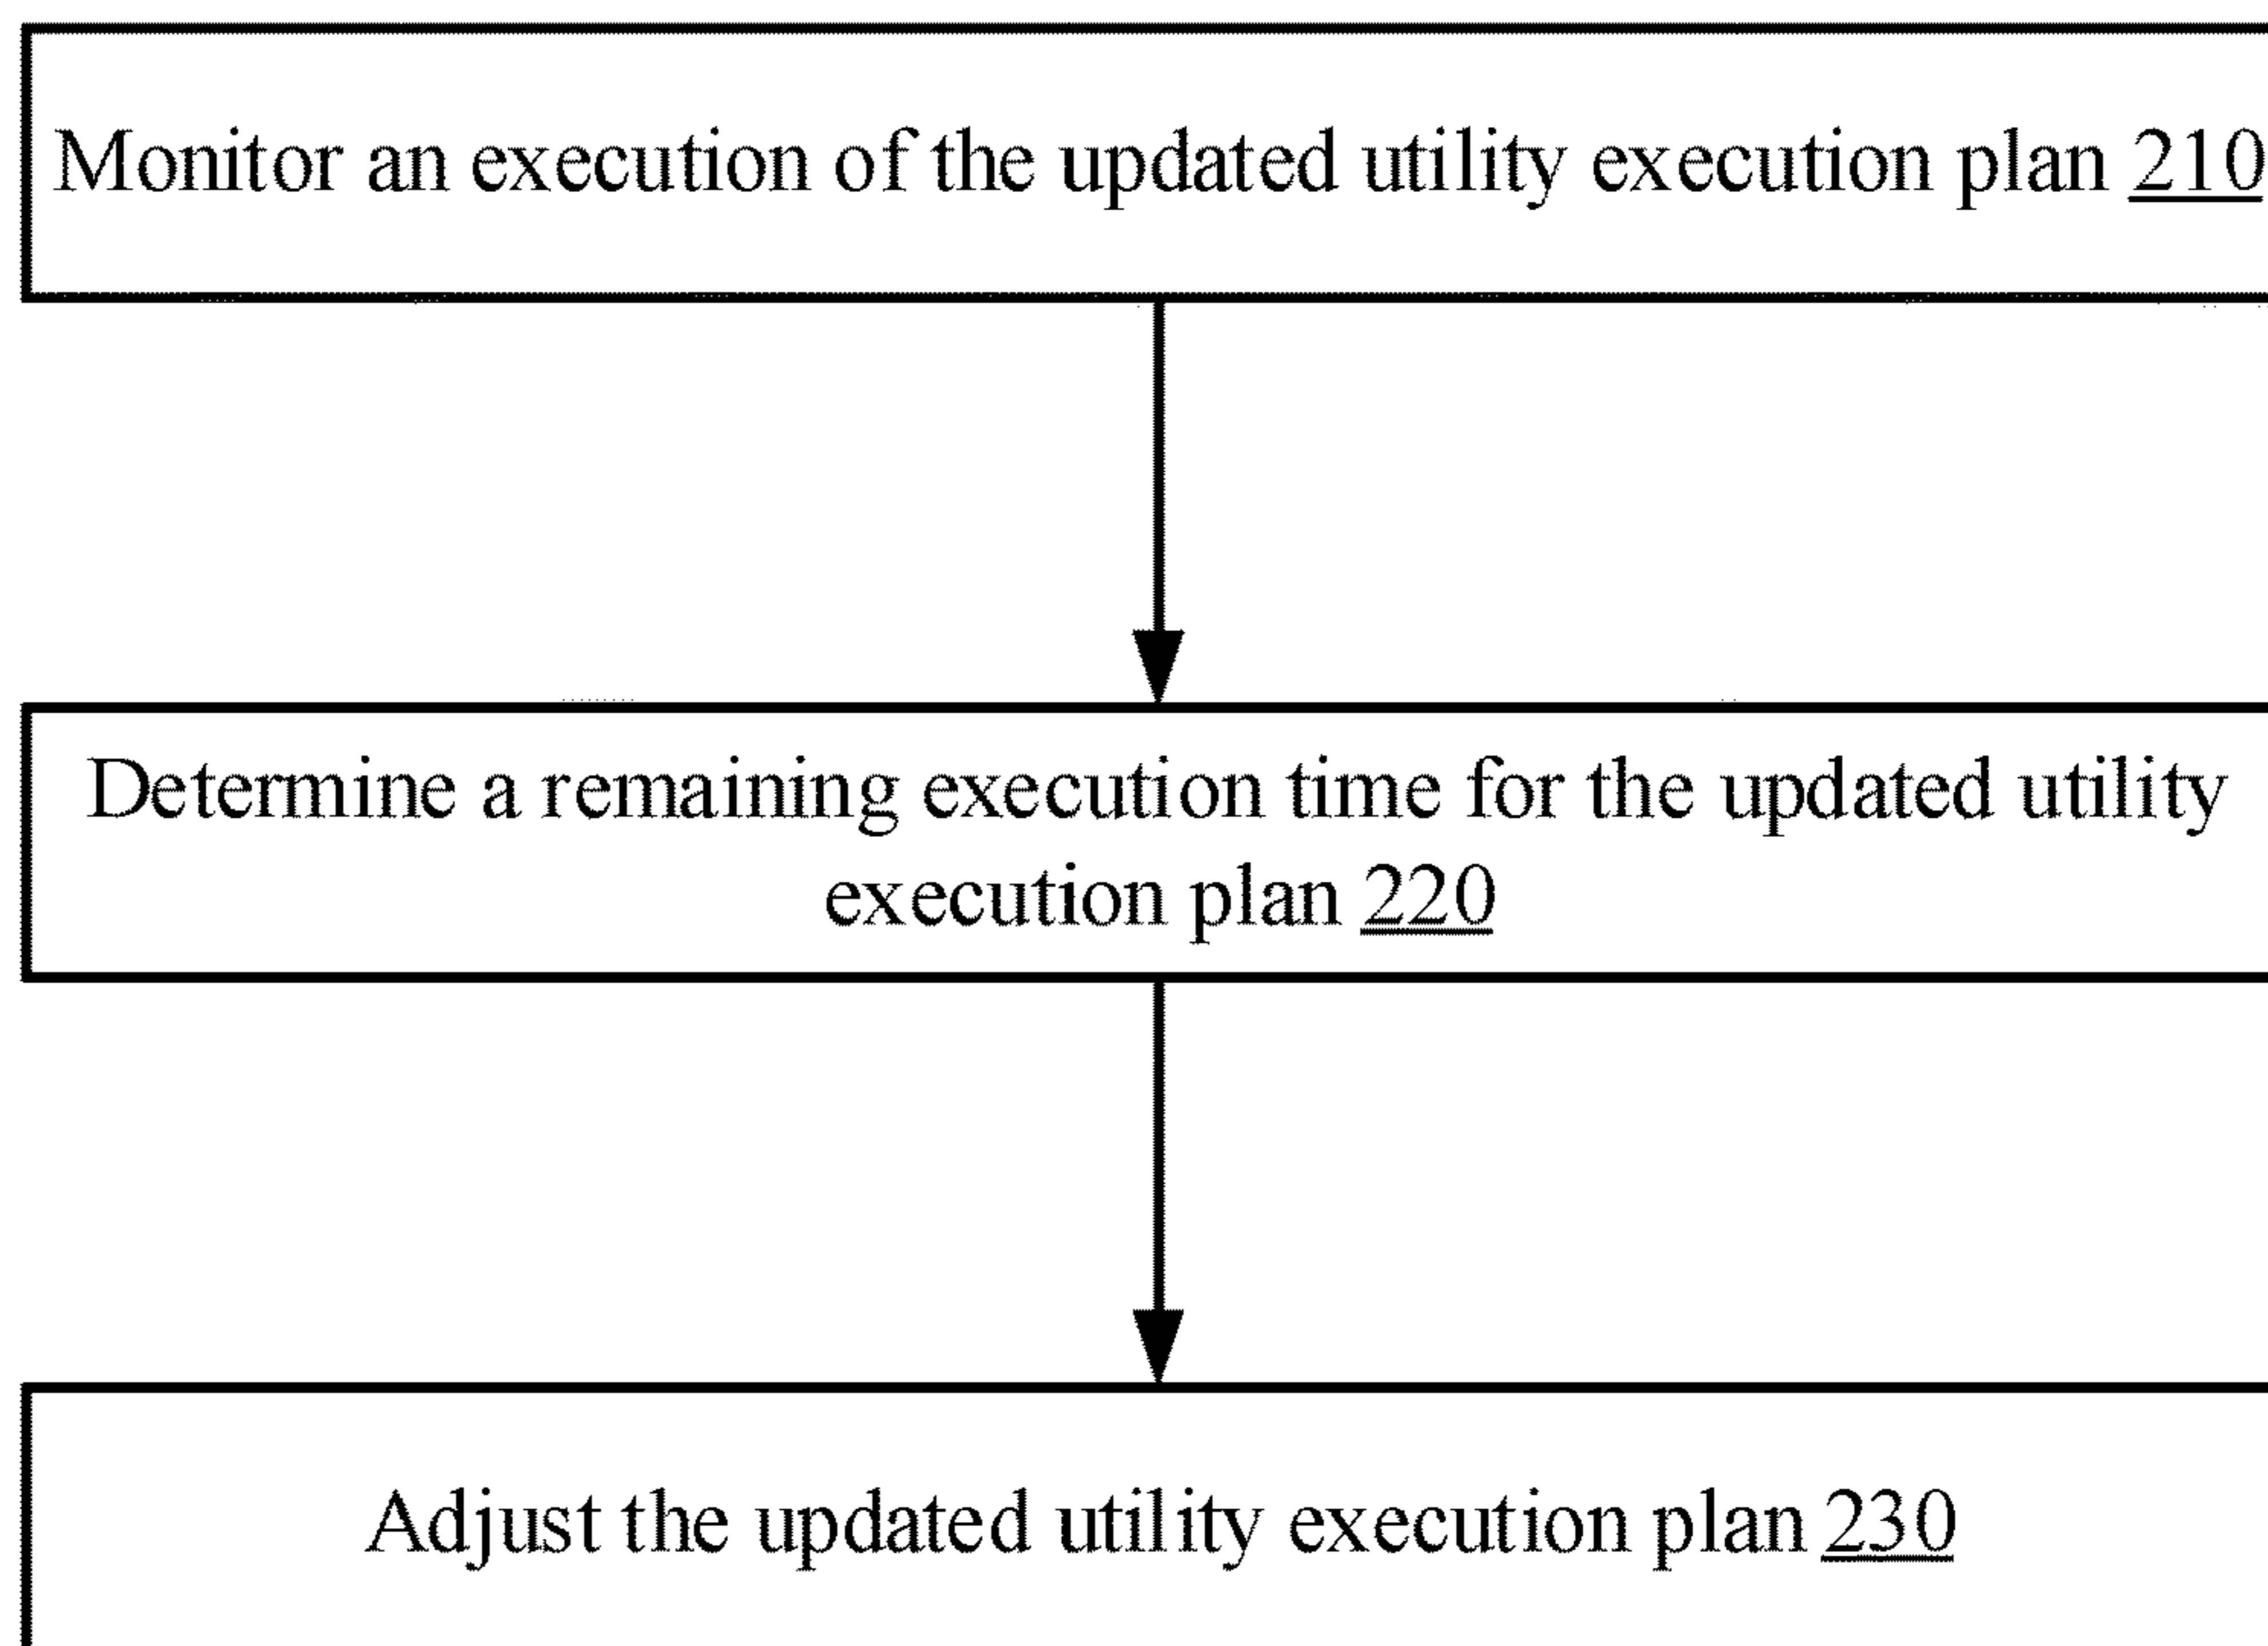 Monitor an execution of the updated utility execution plan 210
Determine a remaining execution time for the updated utility
execution plan 220
Adjust the updated utility execution plan 230